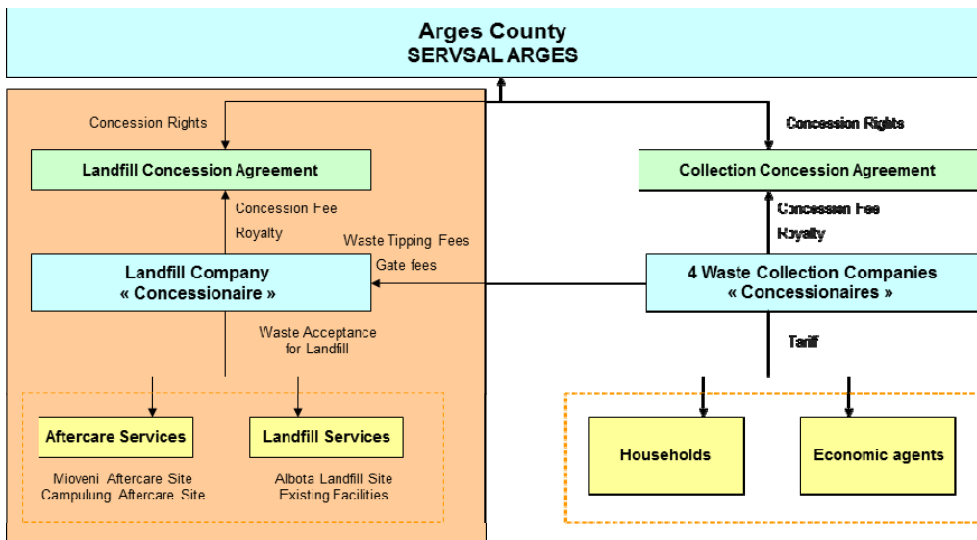 Arges County
SERVSAL ARGES
Concession Rights
Concession Rights
Landfill Concession Agreement
Collection Concession Agreement
Concession Fee
Royalty
Concession Fee
Royalty
Waste Tipping Fees
Gate fees
Landfill Company
« Concessionaire »
4 Waste Collection Companies
« Concessionaires »
Waste Acceptance
for Landfill
Tariff
Aftercare Services
Landfill Services
Households
Economic agents
Mioveni Aftercare Site
Campulung Aftercare Site
Albota Landfill Site
Existing Facilities